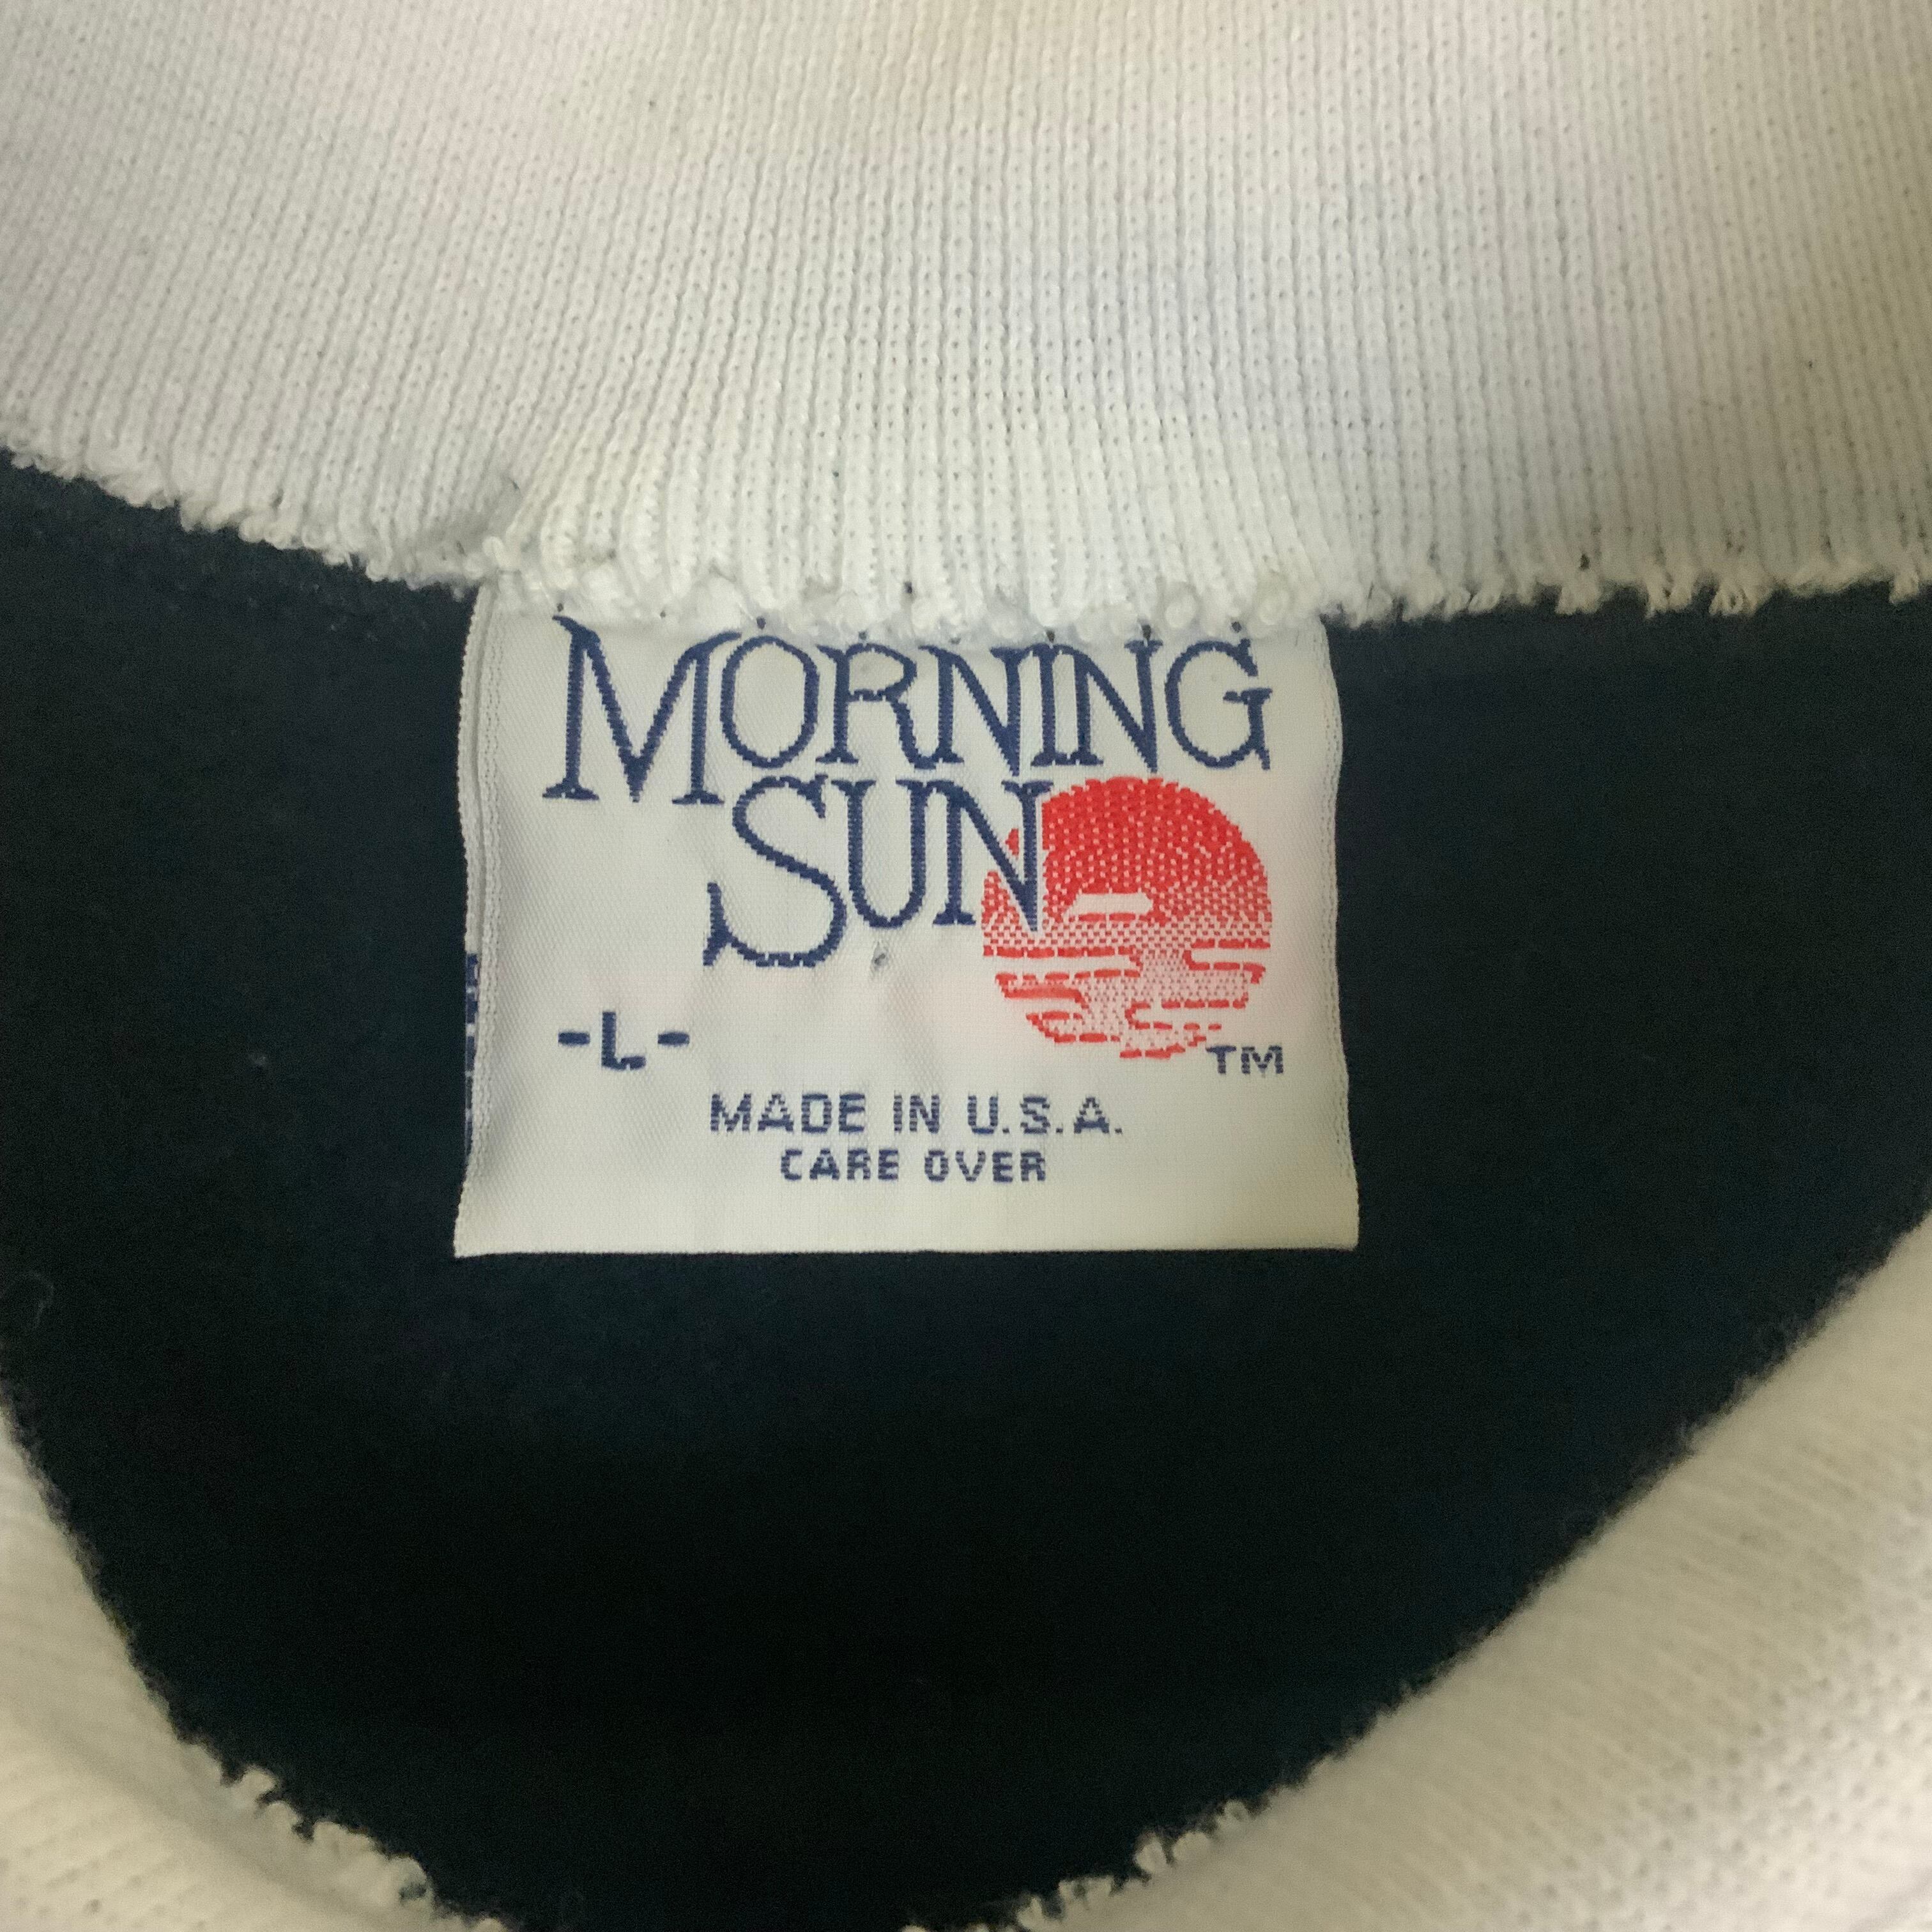 MORNING
SUN
-L-
TM
MADE IN U.S.A.
CARE OVER